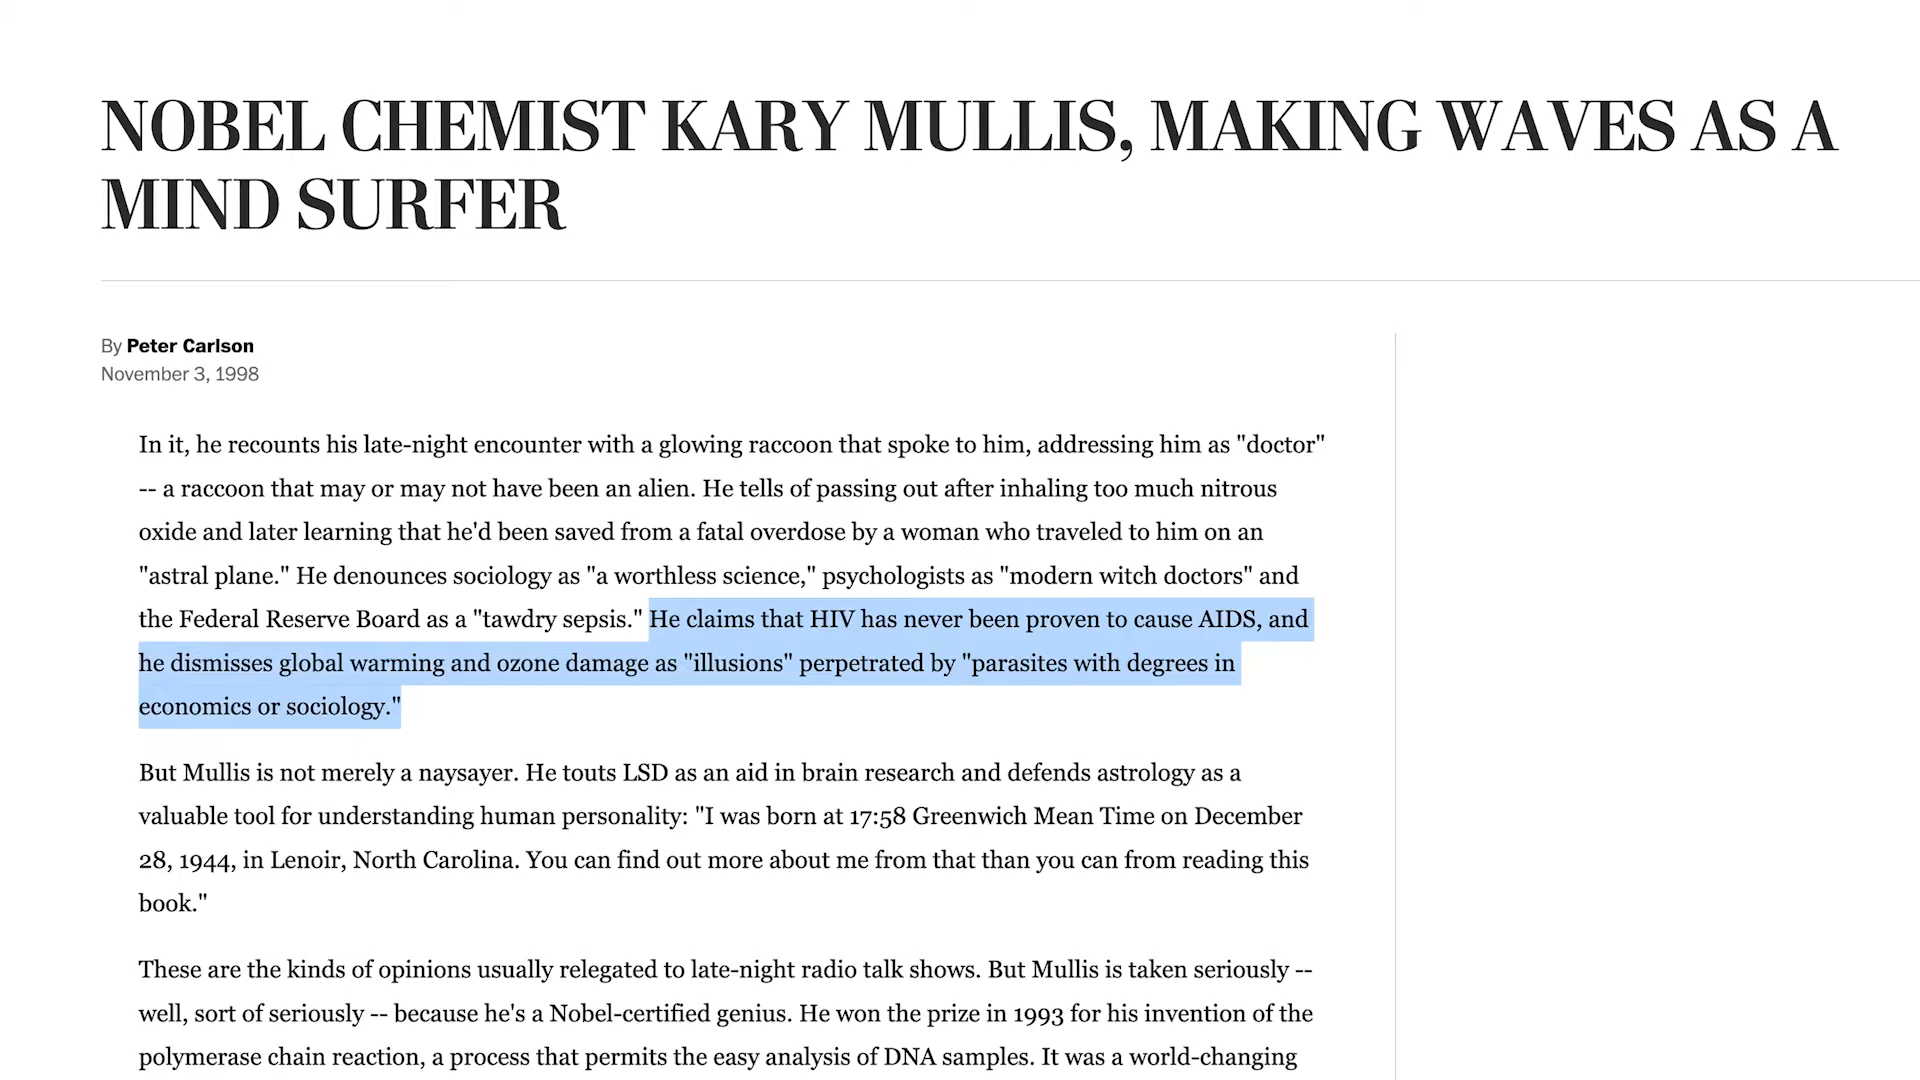 NOBEL CHEMIST KARY MULLIS, MAKING WAVES AS A
MIND SURFER
By Peter Carlson
November 3, 1998
In it, he recounts his late-night encounter with a glowing raccoon that spoke to him, addressing him as "doctor"
-- a raccoon that may or may not have been an alien. He tells of passing out after inhaling too much nitrous
oxide and later learning that he'd been saved from a fatal overdose by a woman who traveled to him on an
"astral plane." He denounces sociology as "a worthless science," psychologists as "modern witch doctors" and
the Federal Reserve Board as a "tawdry sepsis." He claims that HIV has never been proven to cause AIDS, and
he dismisses global warming and ozone damage as "illusions" perpetrated by "parasites with degrees in
economics or sociology."
But Mullis is not merely a naysayer. He touts LSD as an aid in brain research and defends astrology as a
valuable tool for understanding human personality: "I was born at 17:58 Greenwich Mean Time on December
28, 1944, in Lenoir, North Carolina. You can find out more about me from that than you can from reading this
book."
These are the kinds of opinions usually relegated to late-night radio talk shows. But Mullis is taken seriously --
well, sort of seriously -- because he's a Nobel-certified genius. He won the prize in 1993 for his invention of the
polymerase chain reaction, a process that permits the easy analysis of DNA samples. It was a world-changing